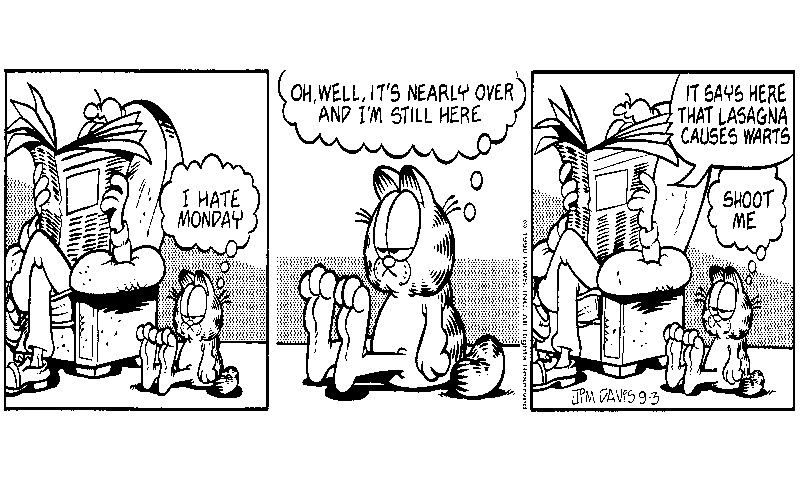 I HATE
MONDAY
OH, WELL, IT'S NEARLY OVER
AND I'M STILL HERE
IT SAYS HERE
THAT LASAGNA
CAUSES WARTS
SHOOT
ME
JIM DAVIS 9-3